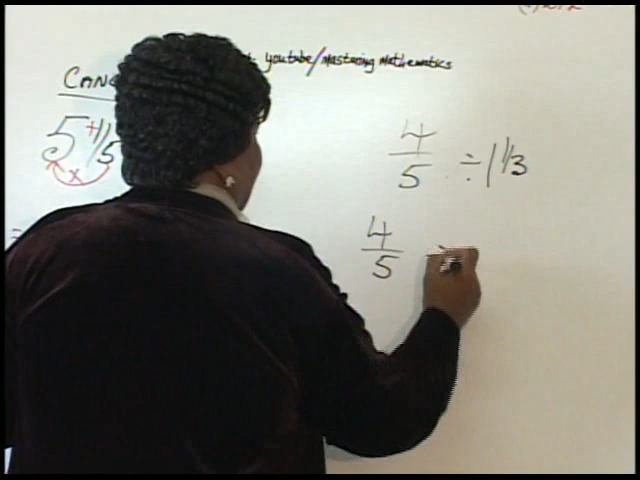 youtube/Mastering Mathematics
CANC
5 + 1/5
x
4/5 ÷ 1 1/3
4/5 ÷